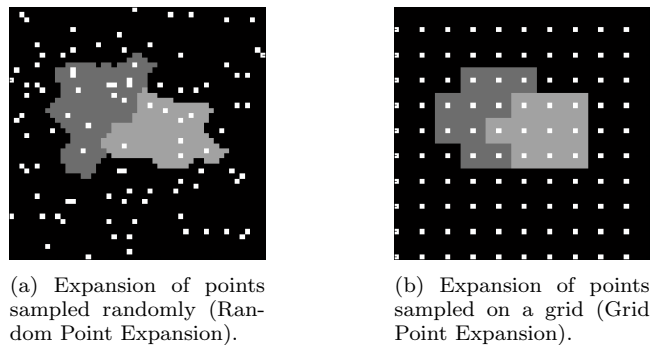 (a) Expansion of points
sampled randomly (Ran-
dom Point Expansion).
(b) Expansion of points
sampled on a grid (Grid
Point Expansion).